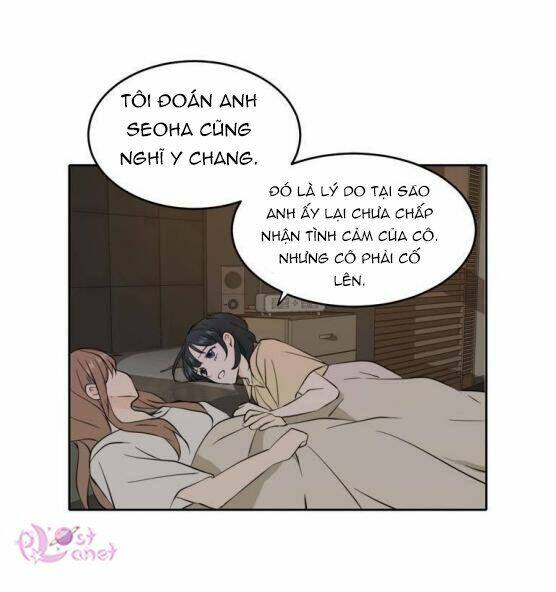 TÔI ĐOÁN ANH
SEOHA CŨNG
NGHĨ Y CHANG.
ĐÓ LÀ LÝ DO TẠI SAO
ANH ẤY LẠI CHƯA CHẤP
NHẬN TÌNH CẢM CỦA CÔ.
NHƯNG CÔ PHẢI CỐ
LÊN.
Lost
Planet